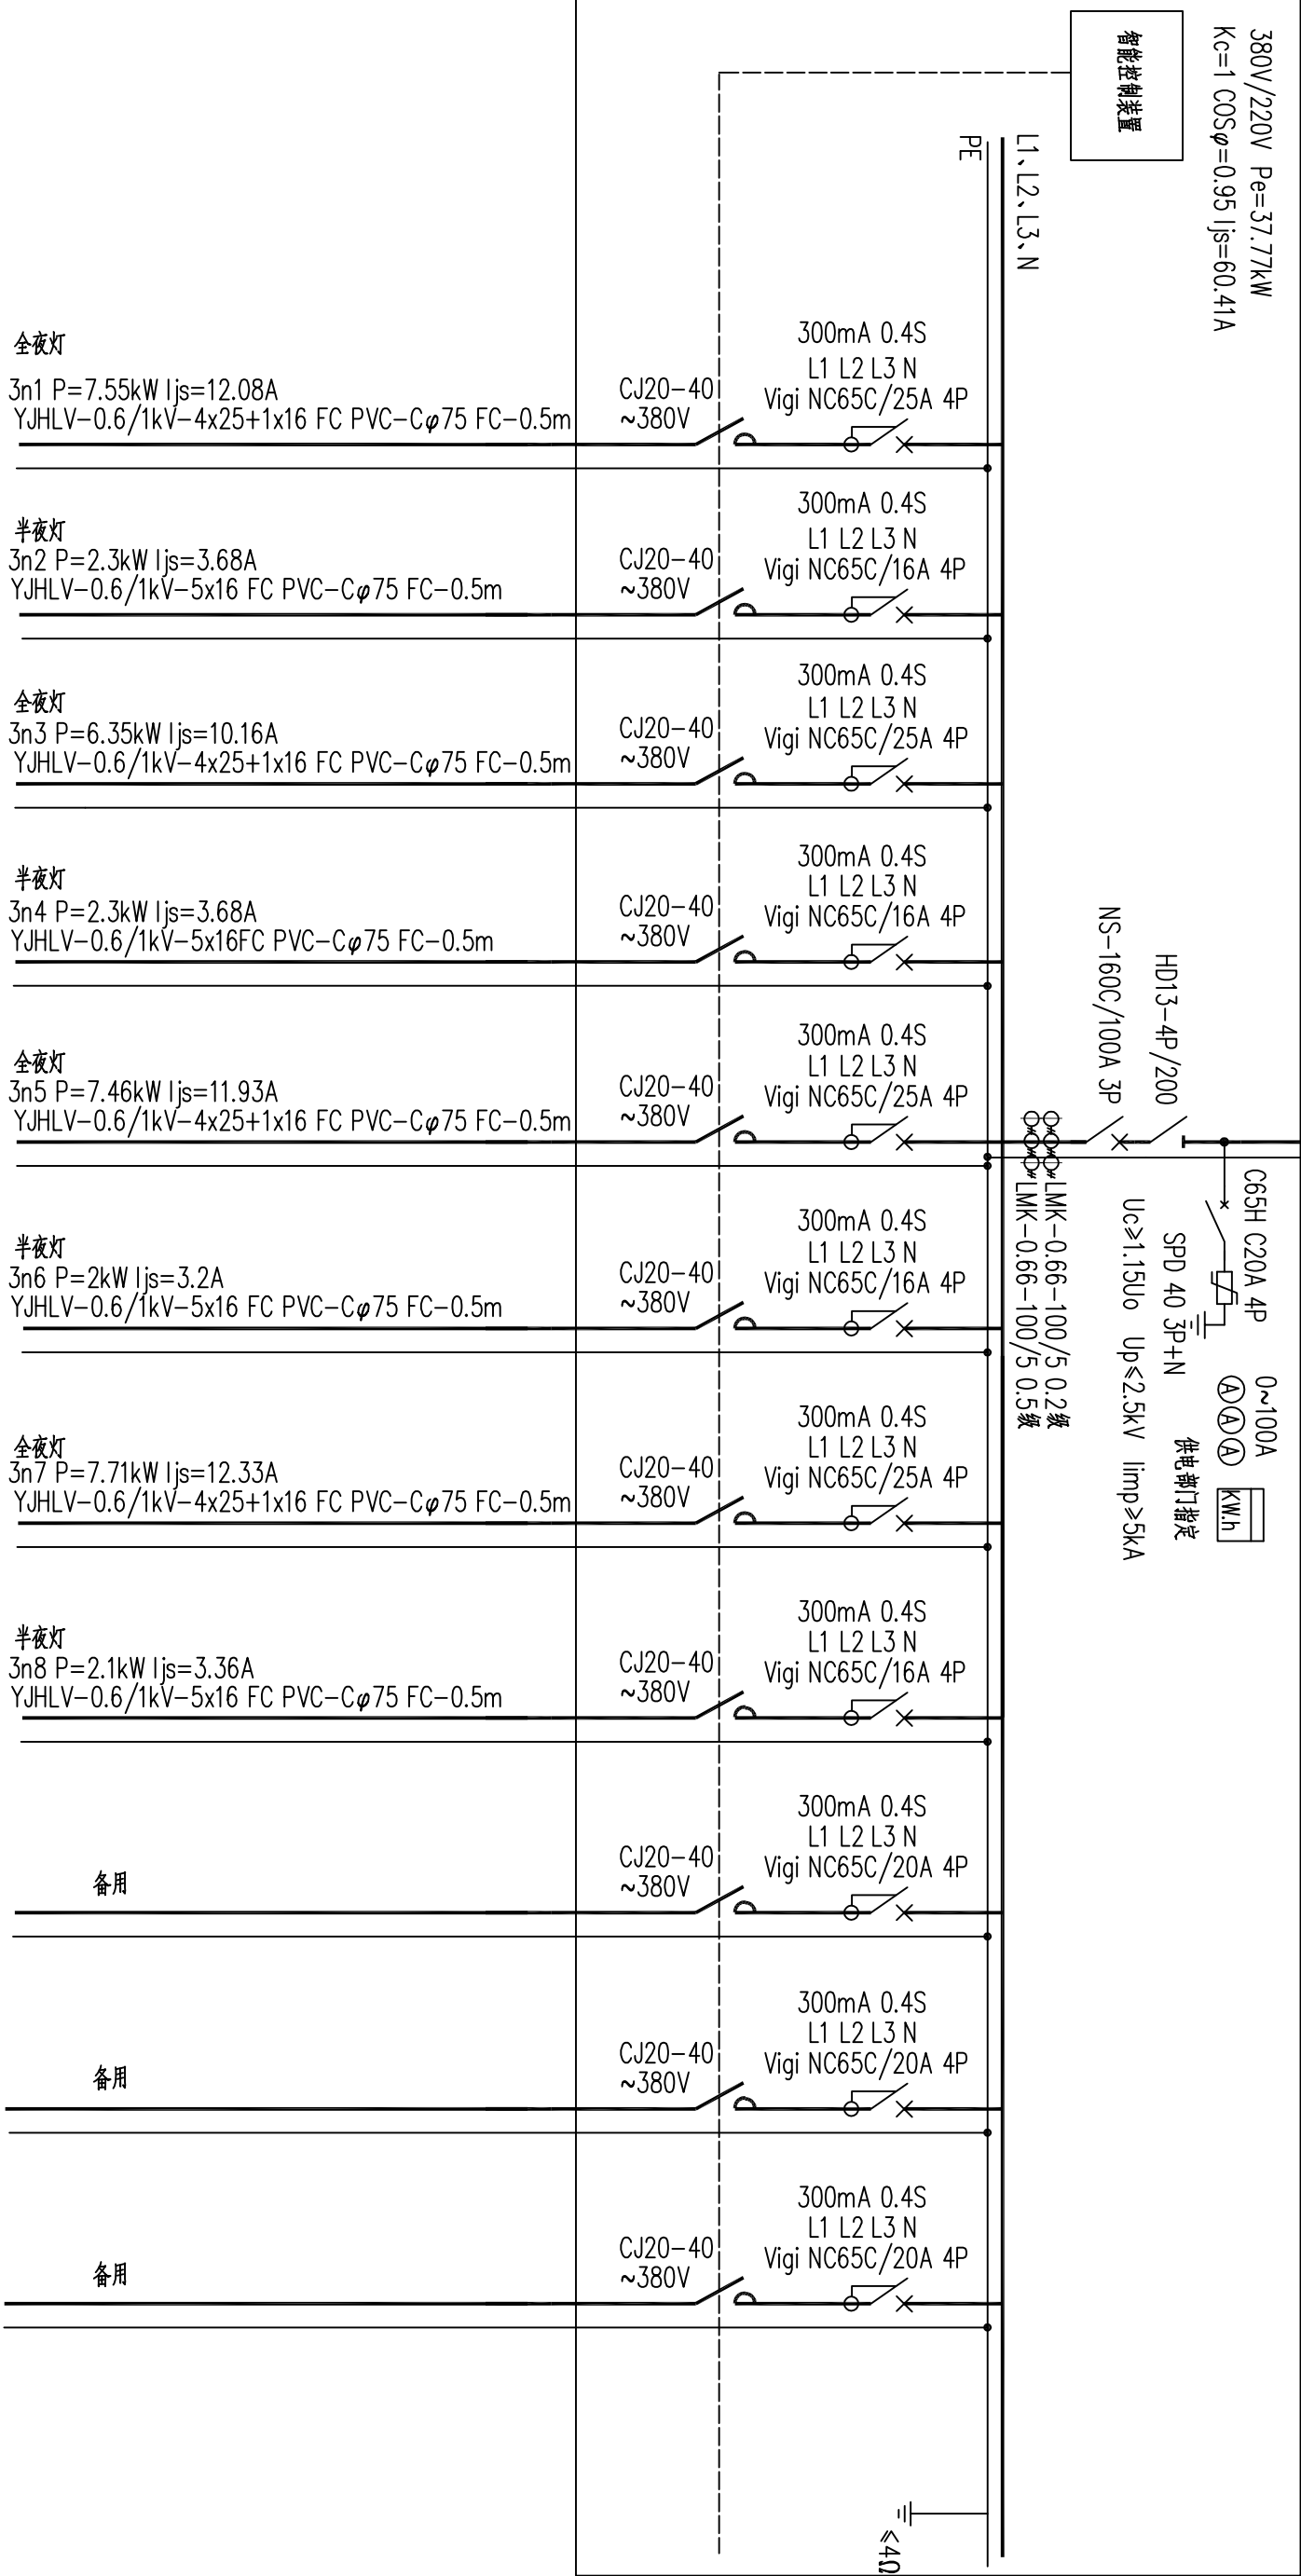 380V/220V Pe=37.77kW
Kc=1 COSφ=0.95 Ijs=60.41A
智能控制装置
L1、L2、L3、N
PE
全夜灯
3n1 P=7.55kW Ijs=12.08A
YJHLV-0.6/1kV-4x25+1x16 FC PVC-Cφ75 FC-0.5m
CJ20-40
~380V
300mA 0.4S
L1 L2 L3 N
Vigi NC65C/25A 4P
半夜灯
3n2 P=2.3kW Ijs=3.68A
YJHLV-0.6/1kV-5x16 FC PVC-Cφ75 FC-0.5m
CJ20-40
~380V
300mA 0.4S
L1 L2 L3 N
Vigi NC65C/16A 4P
全夜灯
3n3 P=6.35kW Ijs=10.16A
YJHLV-0.6/1kV-4x25+1x16 FC PVC-Cφ75 FC-0.5m
CJ20-40
~380V
300mA 0.4S
L1 L2 L3 N
Vigi NC65C/25A 4P
半夜灯
3n4 P=2.3kW Ijs=3.68A
YJHLV-0.6/1kV-5x16FC PVC-Cφ75 FC-0.5m
CJ20-40
~380V
300mA 0.4S
L1 L2 L3 N
Vigi NC65C/16A 4P
NS-160C/100A 3P
HD13-4P/200
全夜灯
3n5 P=7.46kW Ijs=11.93A
YJHLV-0.6/1kV-4x25+1x16 FC PVC-Cφ75 FC-0.5m
CJ20-40
~380V
300mA 0.4S
L1 L2 L3 N
Vigi NC65C/25A 4P
C65H C20A 4P
SPD 40 3P+N
Uc≥1.15Uo Up≤2.5kV Iimp≥5kA
LMK-0.66-100/5 0.2级
LMK-0.66-100/5 0.5级
0~100A
A A A
KW.h
供电部门指定
半夜灯
3n6 P=2kW Ijs=3.2A
YJHLV-0.6/1kV-5x16 FC PVC-Cφ75 FC-0.5m
CJ20-40
~380V
300mA 0.4S
L1 L2 L3 N
Vigi NC65C/16A 4P
全夜灯
3n7 P=7.71kW Ijs=12.33A
YJHLV-0.6/1kV-4x25+1x16 FC PVC-Cφ75 FC-0.5m
CJ20-40
~380V
300mA 0.4S
L1 L2 L3 N
Vigi NC65C/25A 4P
半夜灯
3n8 P=2.1kW Ijs=3.36A
YJHLV-0.6/1kV-5x16 FC PVC-Cφ75 FC-0.5m
CJ20-40
~380V
300mA 0.4S
L1 L2 L3 N
Vigi NC65C/16A 4P
备用
CJ20-40
~380V
300mA 0.4S
L1 L2 L3 N
Vigi NC65C/20A 4P
备用
CJ20-40
~380V
300mA 0.4S
L1 L2 L3 N
Vigi NC65C/20A 4P
备用
CJ20-40
~380V
300mA 0.4S
L1 L2 L3 N
Vigi NC65C/20A 4P
≤4Ω